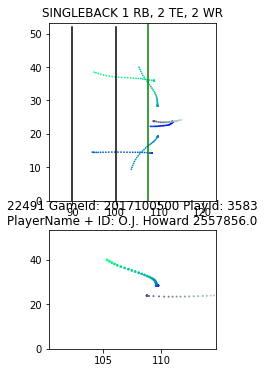 SINGLEBACK 1 RB, 2 TE, 2 WR
50
40
30
20
10
0
90 100 110 120
22491 GameId: 2017100500 PlayId: 3583
PlayerName + ID: O.J. Howard 2557856.0
40
20
0
105 110